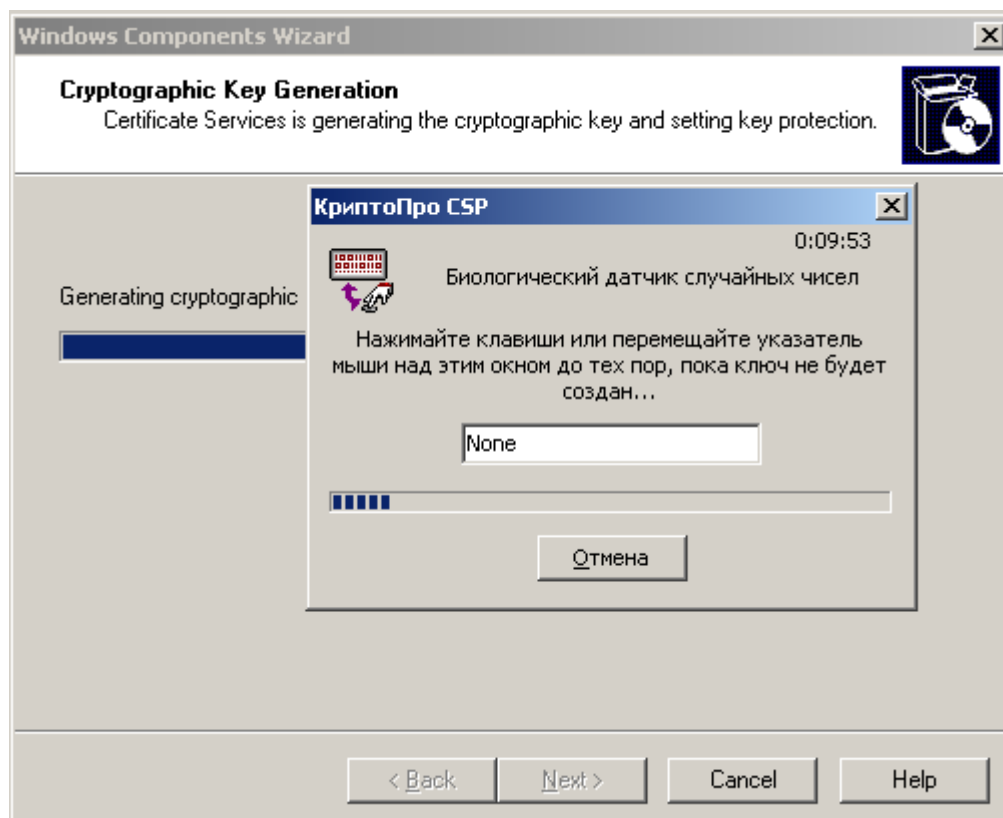 Windows Components Wizard
Cryptographic Key Generation
Certificate Services is generating the cryptographic key and setting key protection.
КриптоПро CSP
0:09:53
Биологический датчик случайных чисел
Generating cryptographic
Нажимайте клавиши или перемещайте указатель
мыши над этим окном до тех пор, пока ключ не будет
создан...
None
Отмена
< Back
Next >
Cancel
Help